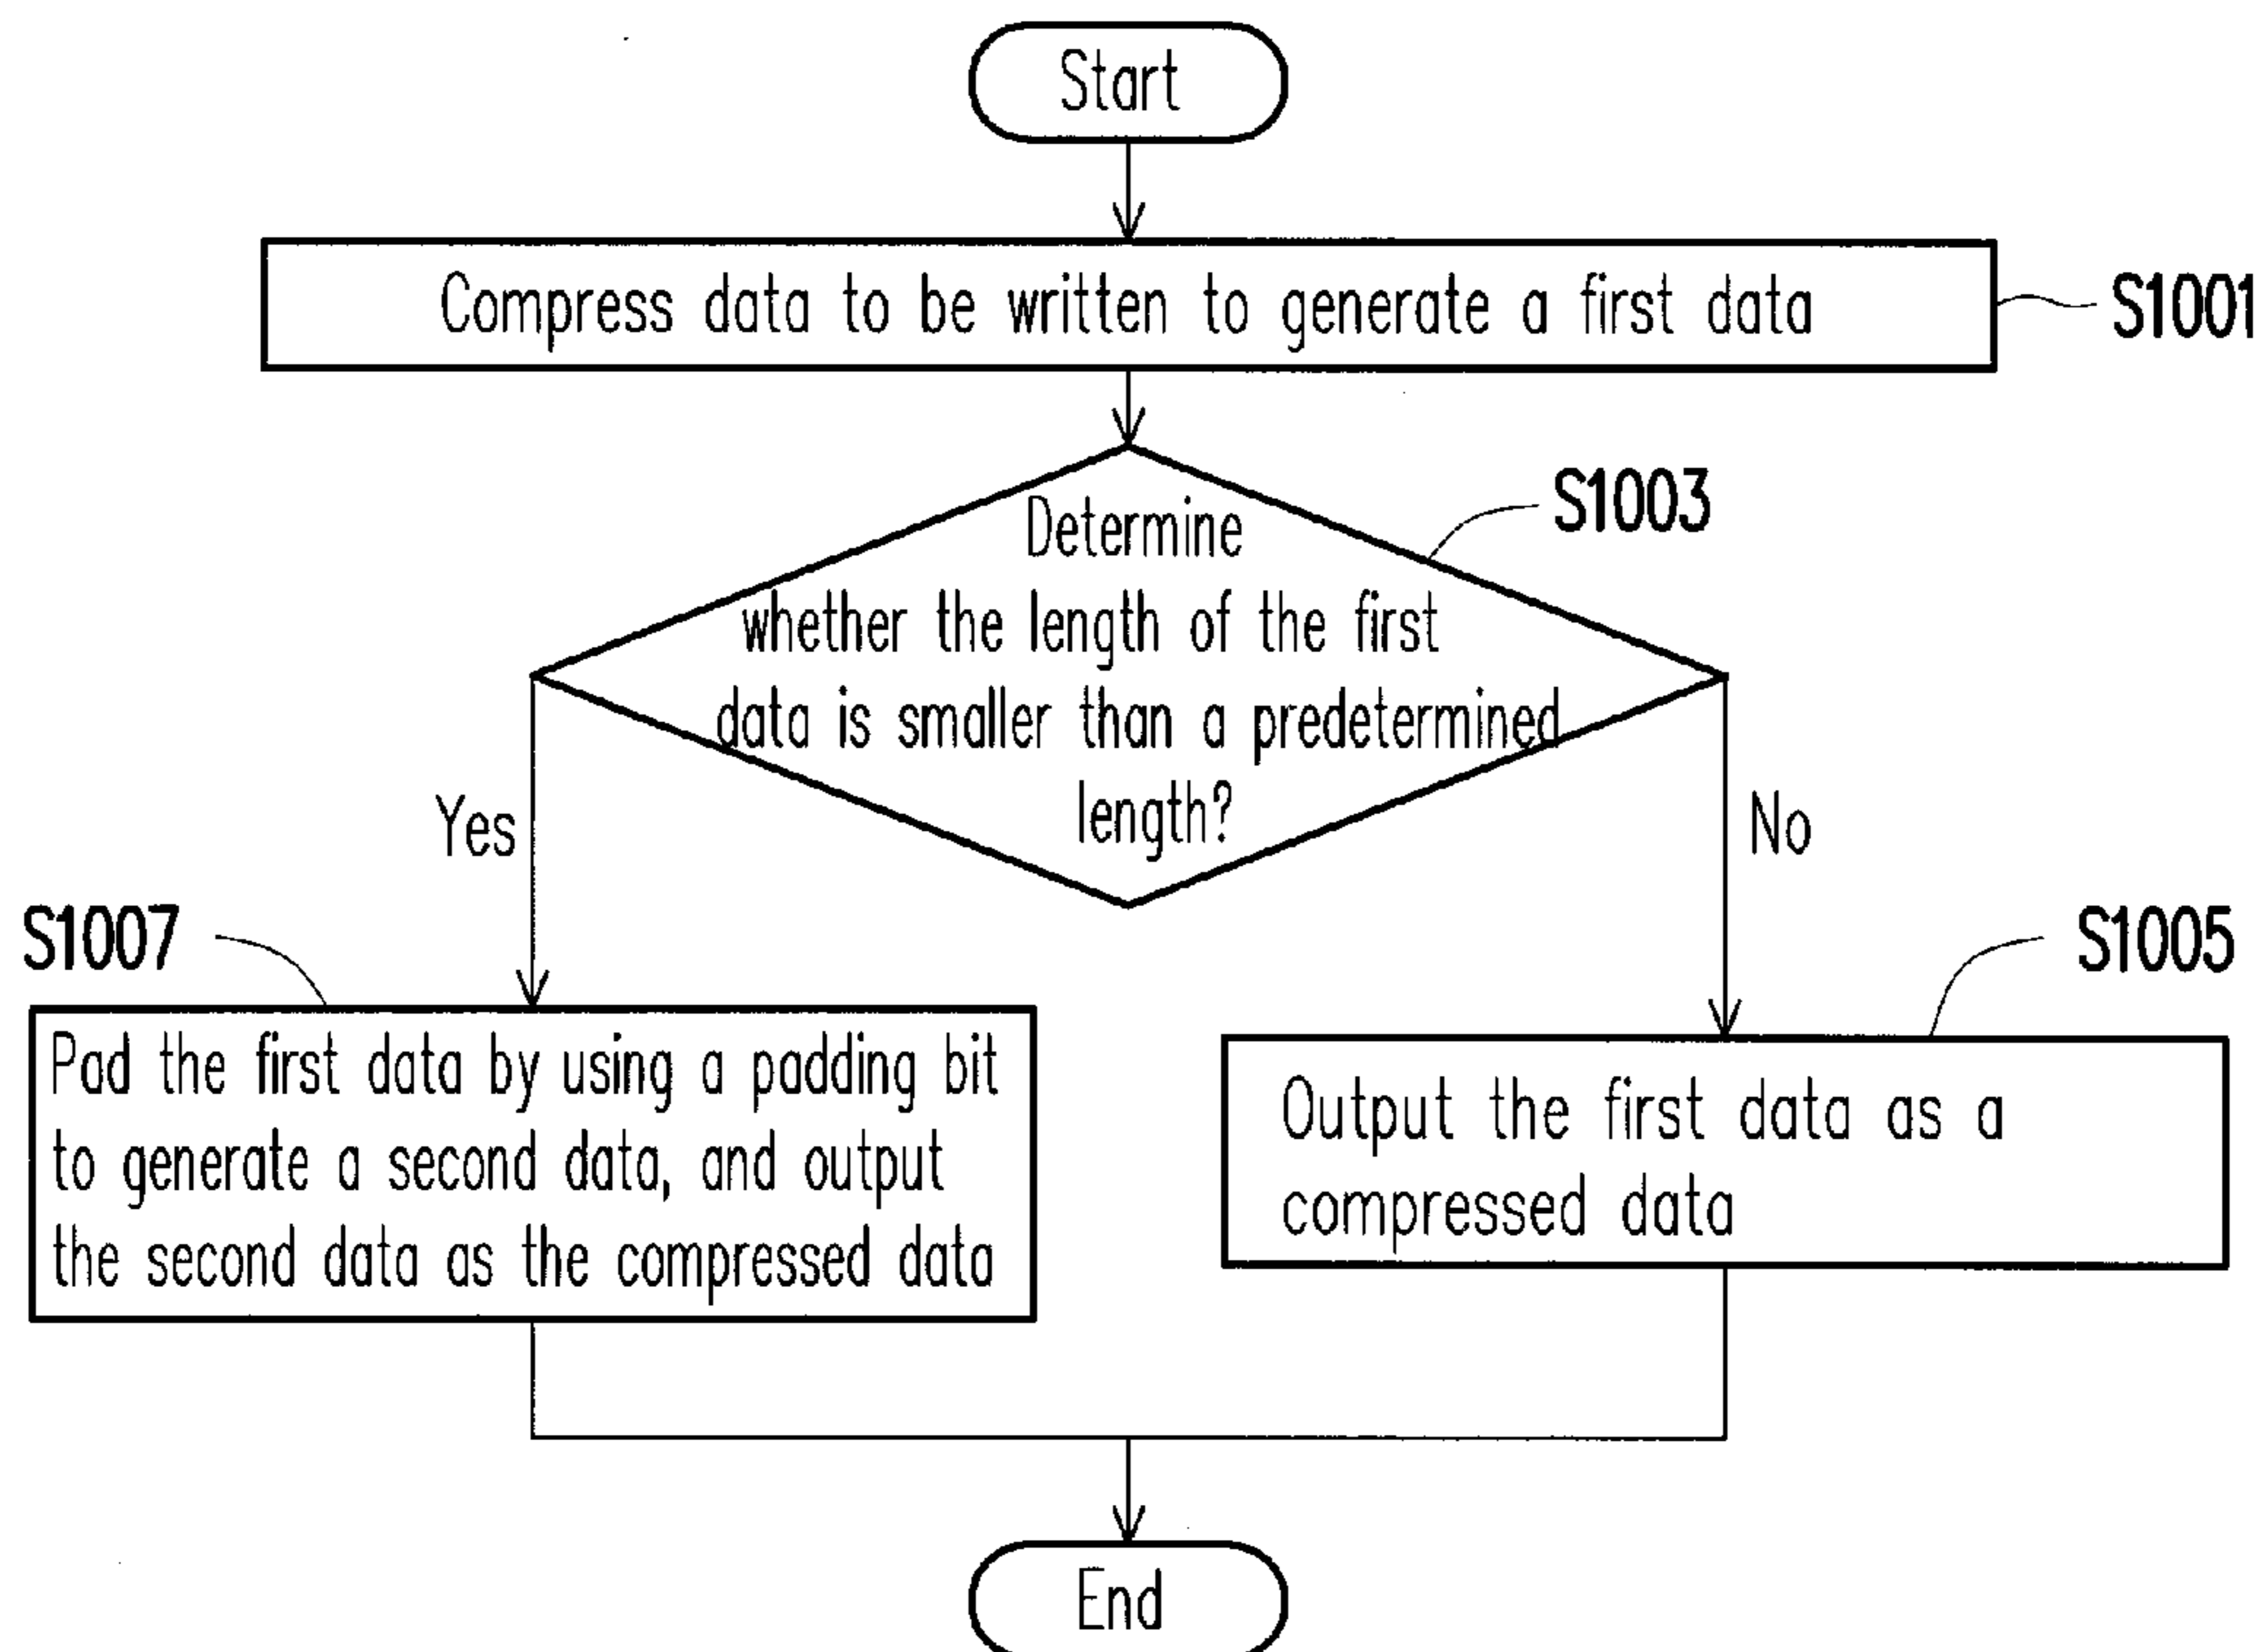 Start
Compress data to be written to generate a first data
S1001
S1003
Determine
whether the length of the first
data is smaller than a predetermined
length?
Yes
No
S1007
S1005
Pad the first data by using a padding bit
to generate a second data, and output
the second data as the compressed data
Output the first data as a
compressed data
End